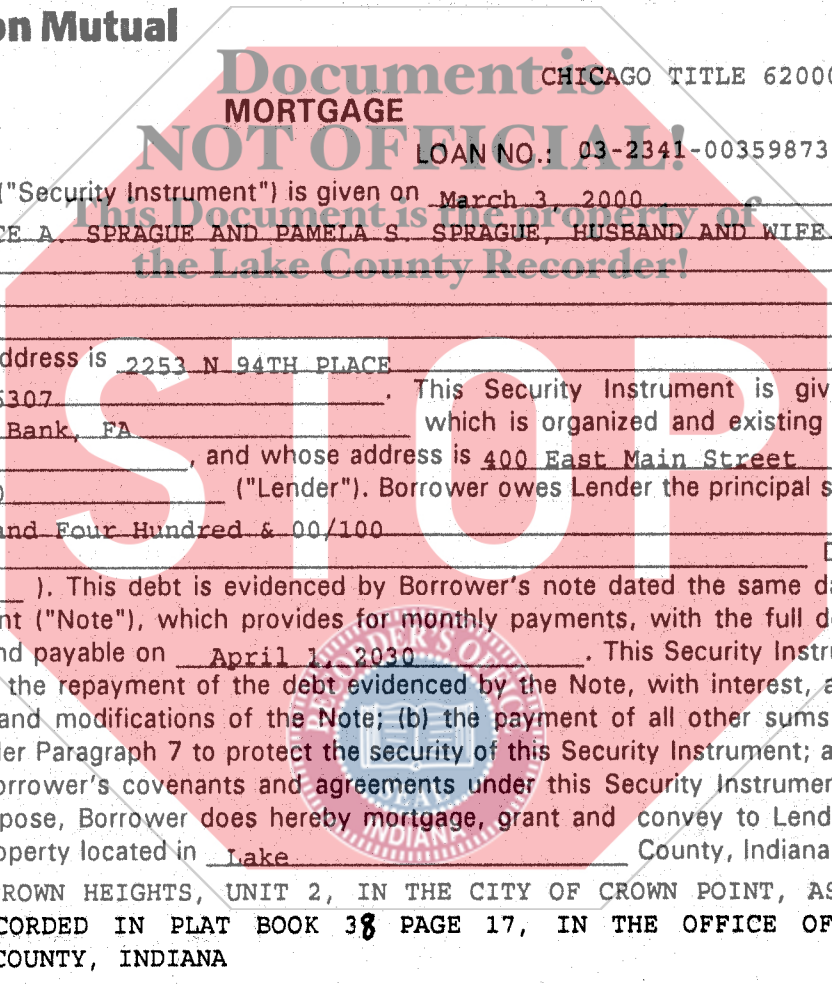 on Mutual
Document is
CHICAGO TITLE 62000
MORTGAGE
NOT OFFICIAL!
LOAN NO.: 03-2341-00359873
("Security Instrument") is given on March 3, 2000
This Document is the property of
CE A. SPRAGUE AND PAMELA S. SPRAGUE, HUSBAND AND WIFE
the Lake County Recorder!
ddress is 2253 N 94TH PLACE
6307 . This Security Instrument is giv
Bank, FA which is organized and existing
, and whose address is 400 East Main Street
("Lender"). Borrower owes Lender the principal s
and Four Hundred & 00/100
STOP
). This debt is evidenced by Borrower's note dated the same da
nt ("Note"), which provides for monthly payments, with the full d
nd payable on April 1, 2030 . This Security Instru
the repayment of the debt evidenced by the Note, with interest, a
and modifications of the Note; (b) the payment of all other sums
der Paragraph 7 to protect the security of this Security Instrument; a
orrower's covenants and agreements under this Security Instrumen
pose, Borrower does hereby mortgage, grant and convey to Lend
operty located in Lake County, Indiana
RECORDER'S OFFICE
SEAL
INDIANA
ROWN HEIGHTS, UNIT 2, IN THE CITY OF CROWN POINT, AS
CORDED IN PLAT BOOK 38 PAGE 17, IN THE OFFICE OF
COUNTY, INDIANA